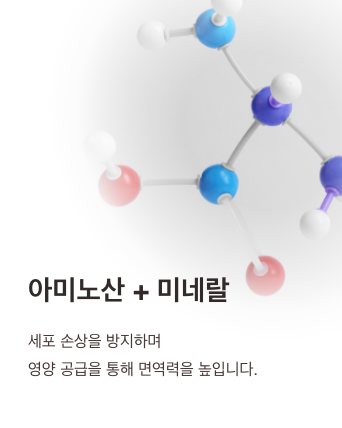 아미노산 + 미네랄
세포 손상을 방지하며
영양 공급을 통해 면역력을 높입니다.